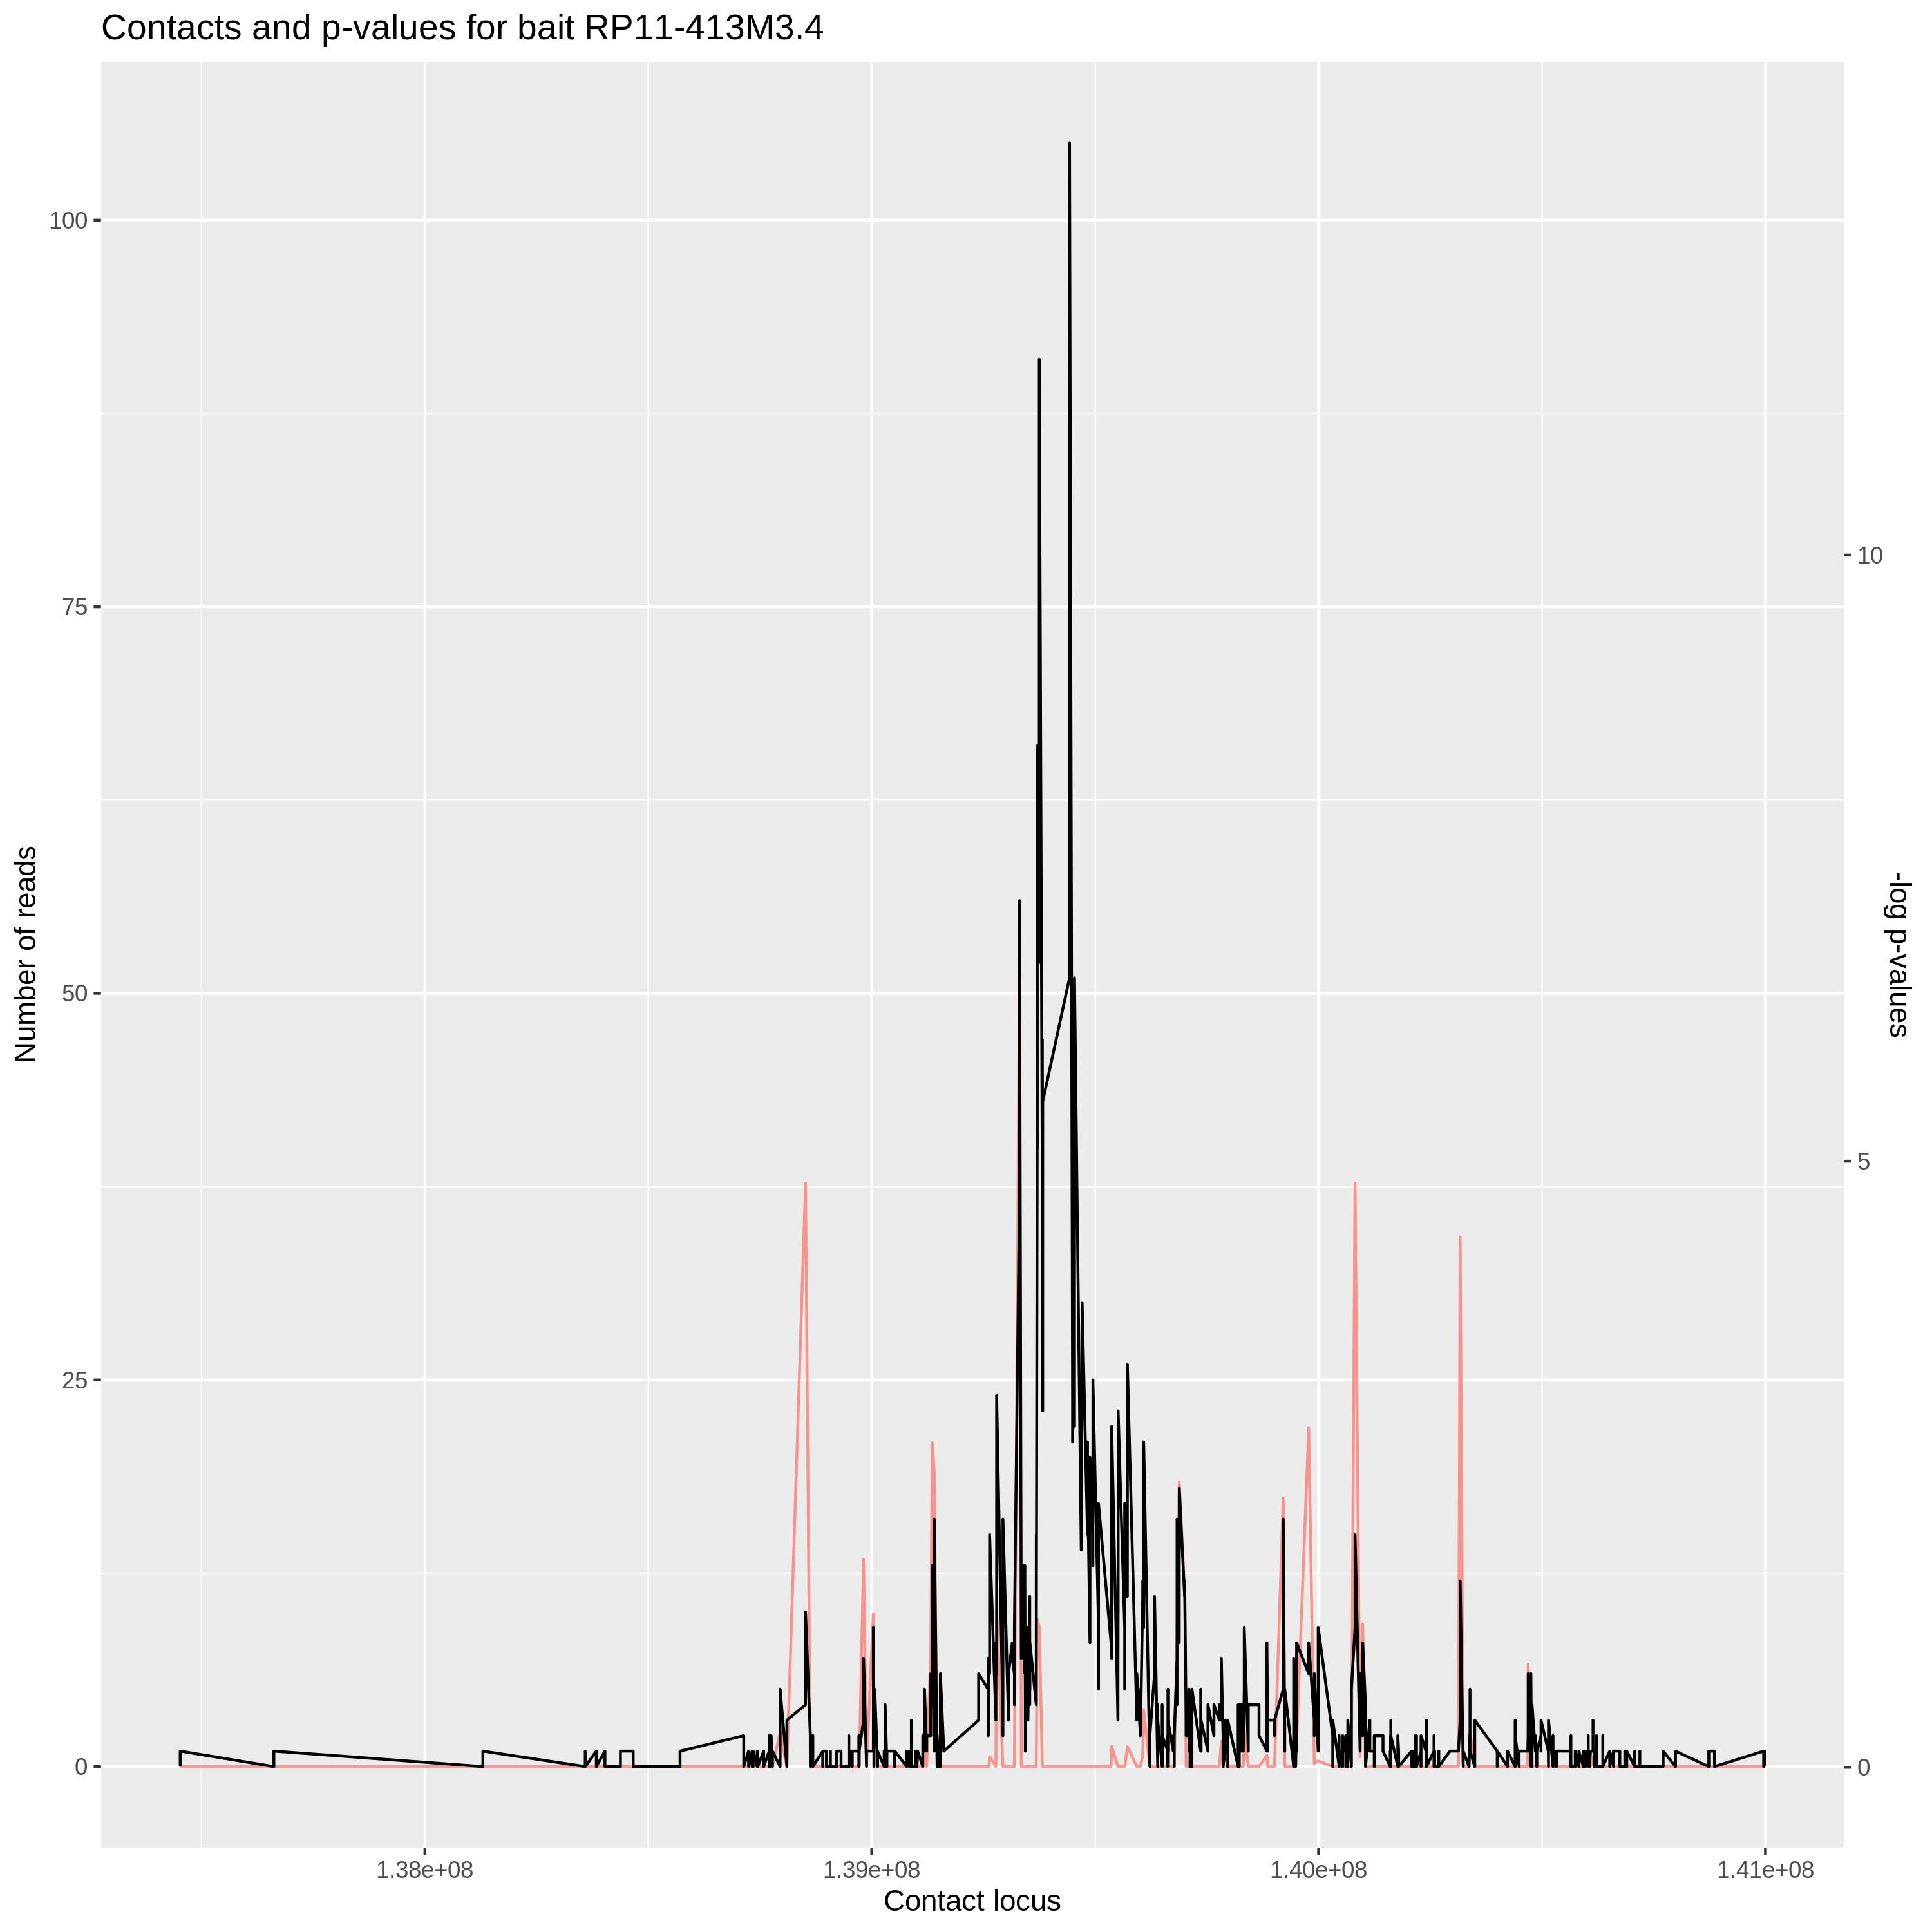 Contacts and p-values for bait RP11-413M3.4
100
75
50
25
0
Number of reads
10
5
0
-log p-values
1.38e+08
1.39e+08
1.40e+08
1.41e+08
Contact locus